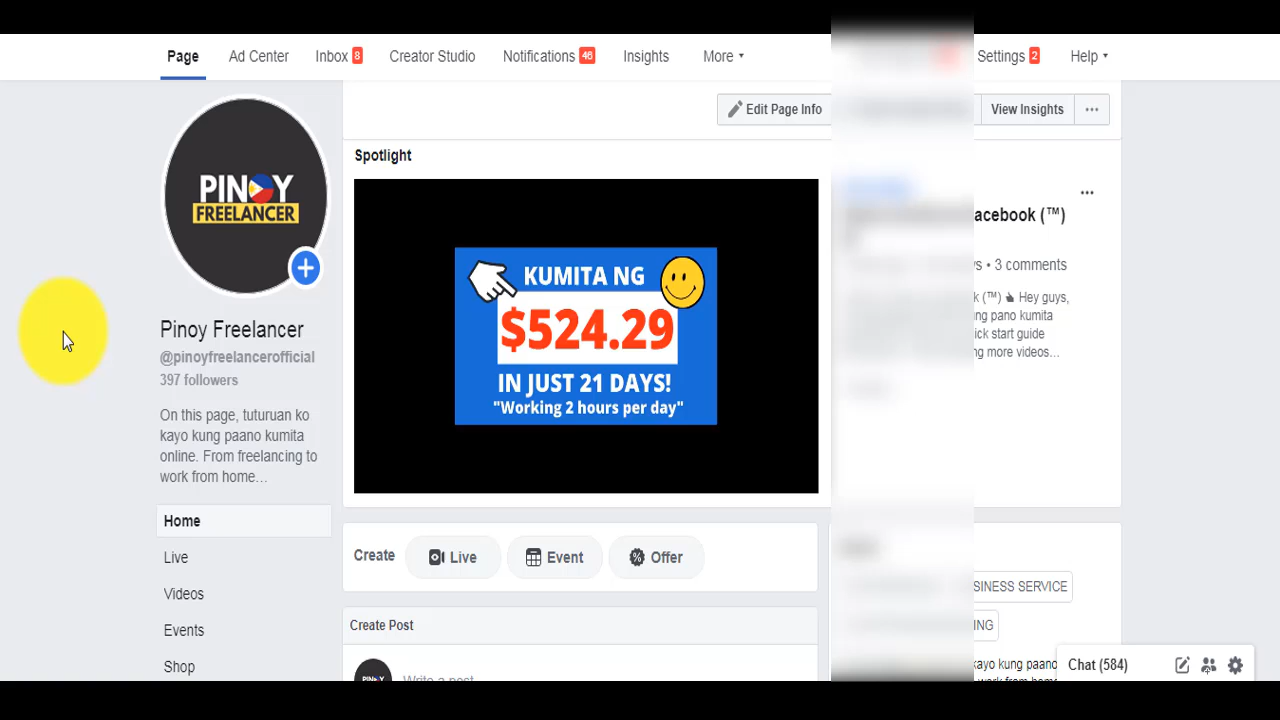 Page
Ad Center
Inbox 8
Creator Studio
Notifications 46
Insights
More
Settings 2
Help
Edit Page Info
View Insights
PINOY
FREELANCER
Pinoy Freelancer
@pinoyfreelancerofficial
397 followers
On this page, tuturuan ko
kayo kung paano kumita
online. From freelancing to
work from home…
Home
Live
Videos
Events
Shop
Spotlight
KUMITA NG
$524.29
IN JUST 21 DAYS!
"Working 2 hours per day"
Create
Live
Event
Offer
Create Post
Write a post
acebook (™)
• 3 comments
(™) Hey guys,
ng pano kumita
ick start guide
ng more videos…
SINESS SERVICE
ING
kayo kung paano
Chat (584)